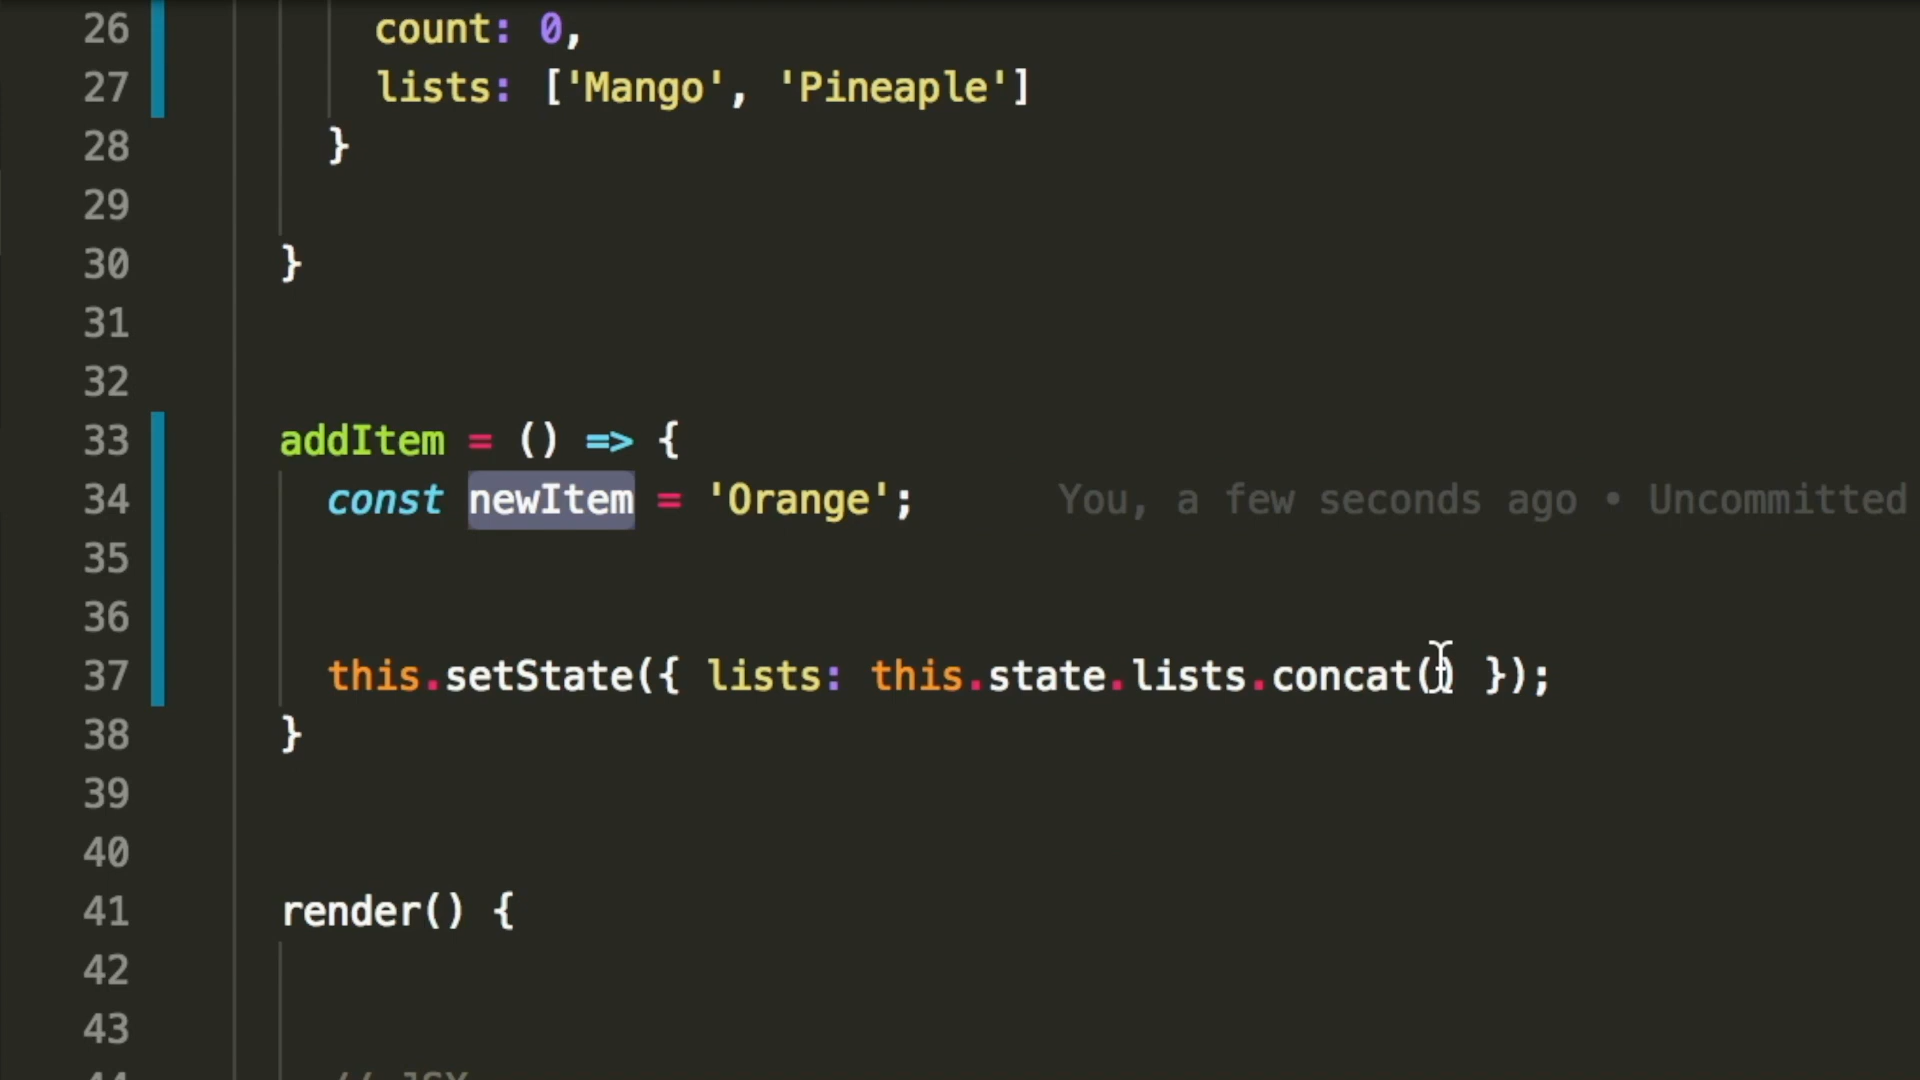 26 count: 0,
27 lists: ['Mango', 'Pineaple']
28 }
29
30 }
31
32
33 addItem = () => {
34 const newItem = 'Orange'; You, a few seconds ago • Uncommitted
35
36
37 this.setState({ lists: this.state.lists.concat() });
38 }
39
40
41 render() {
42
43
44 // JSX